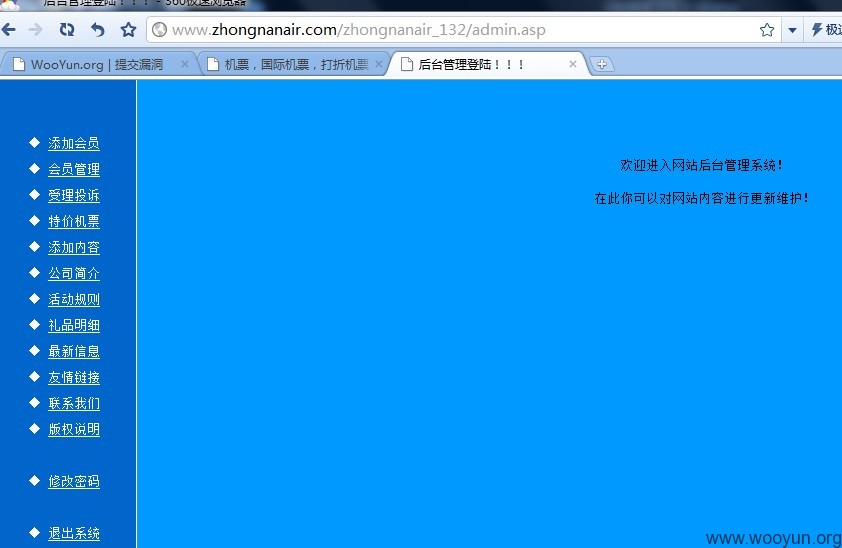 后台管理登陆！！！ - 360极速浏览器
www.zhongnanair.com/zhongnanair_132/admin.asp
极速
WooYun.org | 提交漏洞
机票，国际机票，打折机票
后台管理登陆！！！
添加会员
会员管理
受理投诉
特价机票
添加内容
公司简介
活动规则
礼品明细
最新信息
友情链接
联系我们
版权说明
修改密码
退出系统
欢迎进入网站后台管理系统！
在此你可以对网站内容进行更新维护！
www.wooyun.org